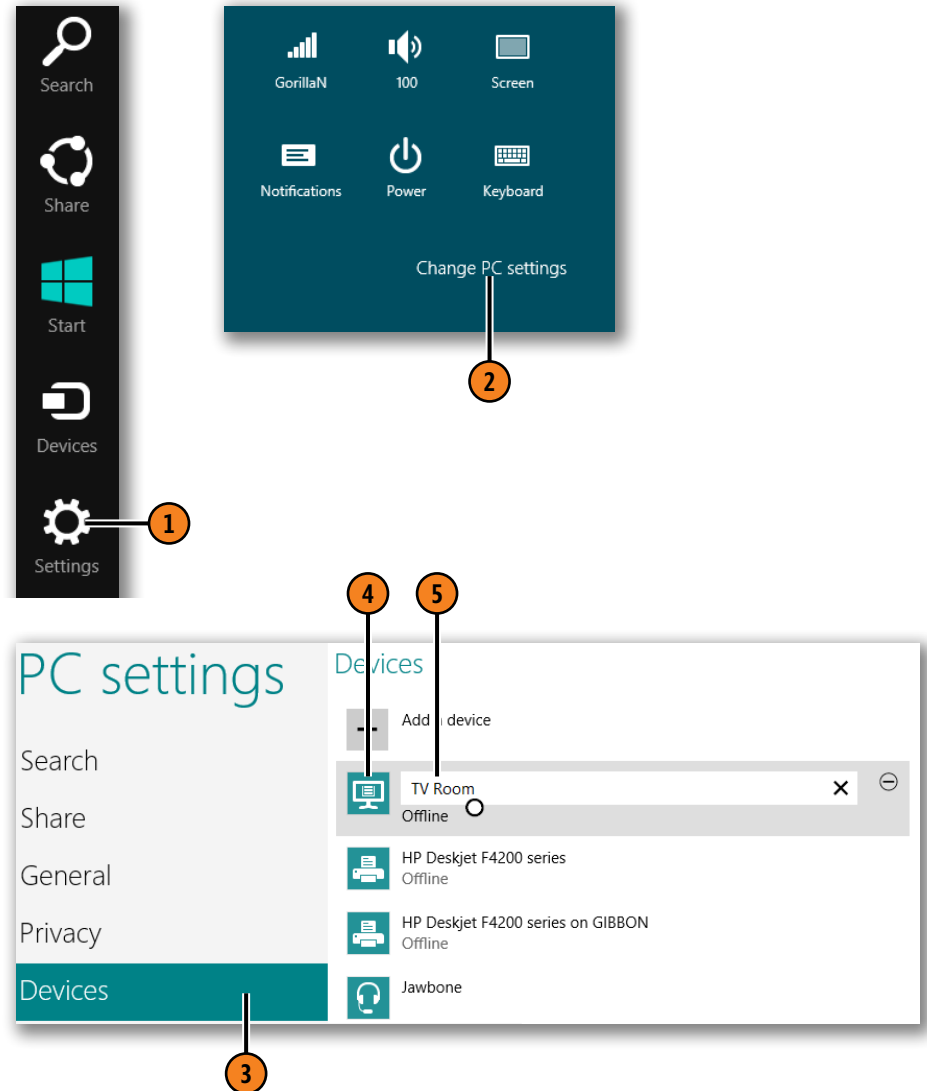 Search
Share
Start
Devices
Settings
1
GorillaN 100 Screen
Notifications Power Keyboard
Change PC settings
2
4 5
PC settings
Search
Share
General
Privacy
Devices
3
Devices
Add a device
TV Room
Offline
HP Deskjet F4200 series
Offline
HP Deskjet F4200 series on GIBBON
Offline
Jawbone